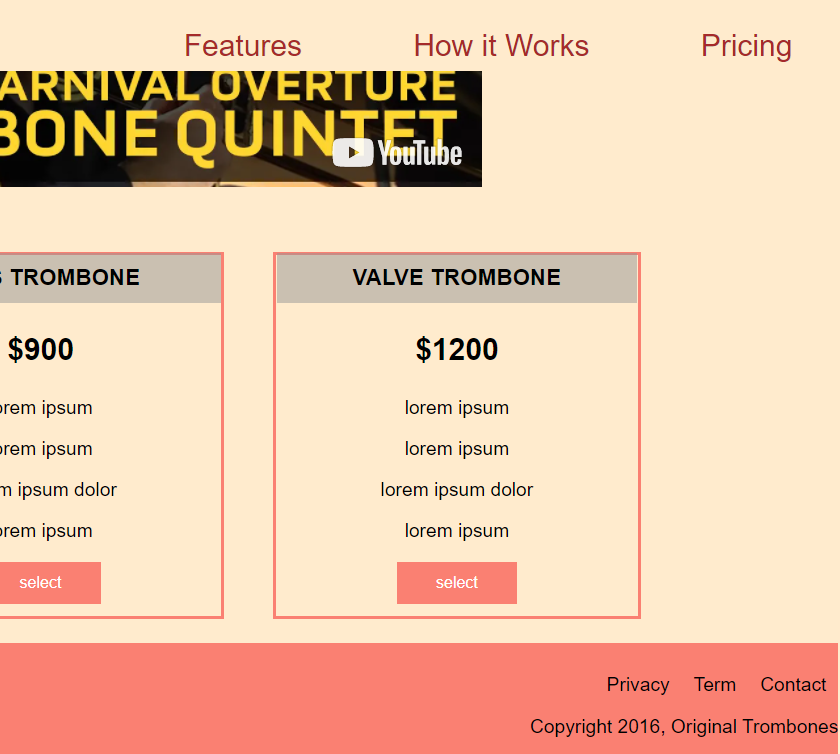 Features How it Works Pricing
ARNIVAL OVERTURE
BONE QUINTET
YouTube
TROMBONE VALVE TROMBONE
$900 $1200
orem ipsum lorem ipsum
orem ipsum lorem ipsum
m ipsum dolor lorem ipsum dolor
orem ipsum lorem ipsum
select select
Privacy Term Contact
Copyright 2016, Original Trombones